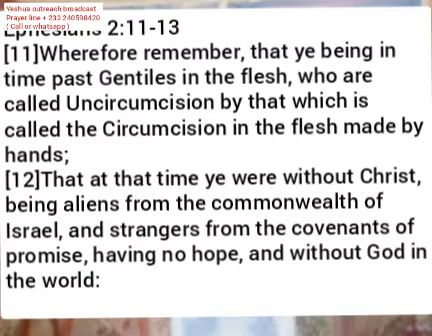 Yeshua outreach broadcast
Prayer line + 233 240598420
( Call or whatsapp )
Ephesians 2:11-13
[11]Wherefore remember, that ye being in
time past Gentiles in the flesh, who are
called Uncircumcision by that which is
called the Circumcision in the flesh made by
hands;
[12]That at that time ye were without Christ,
being aliens from the commonwealth of
Israel, and strangers from the covenants of
promise, having no hope, and without God in
the world: